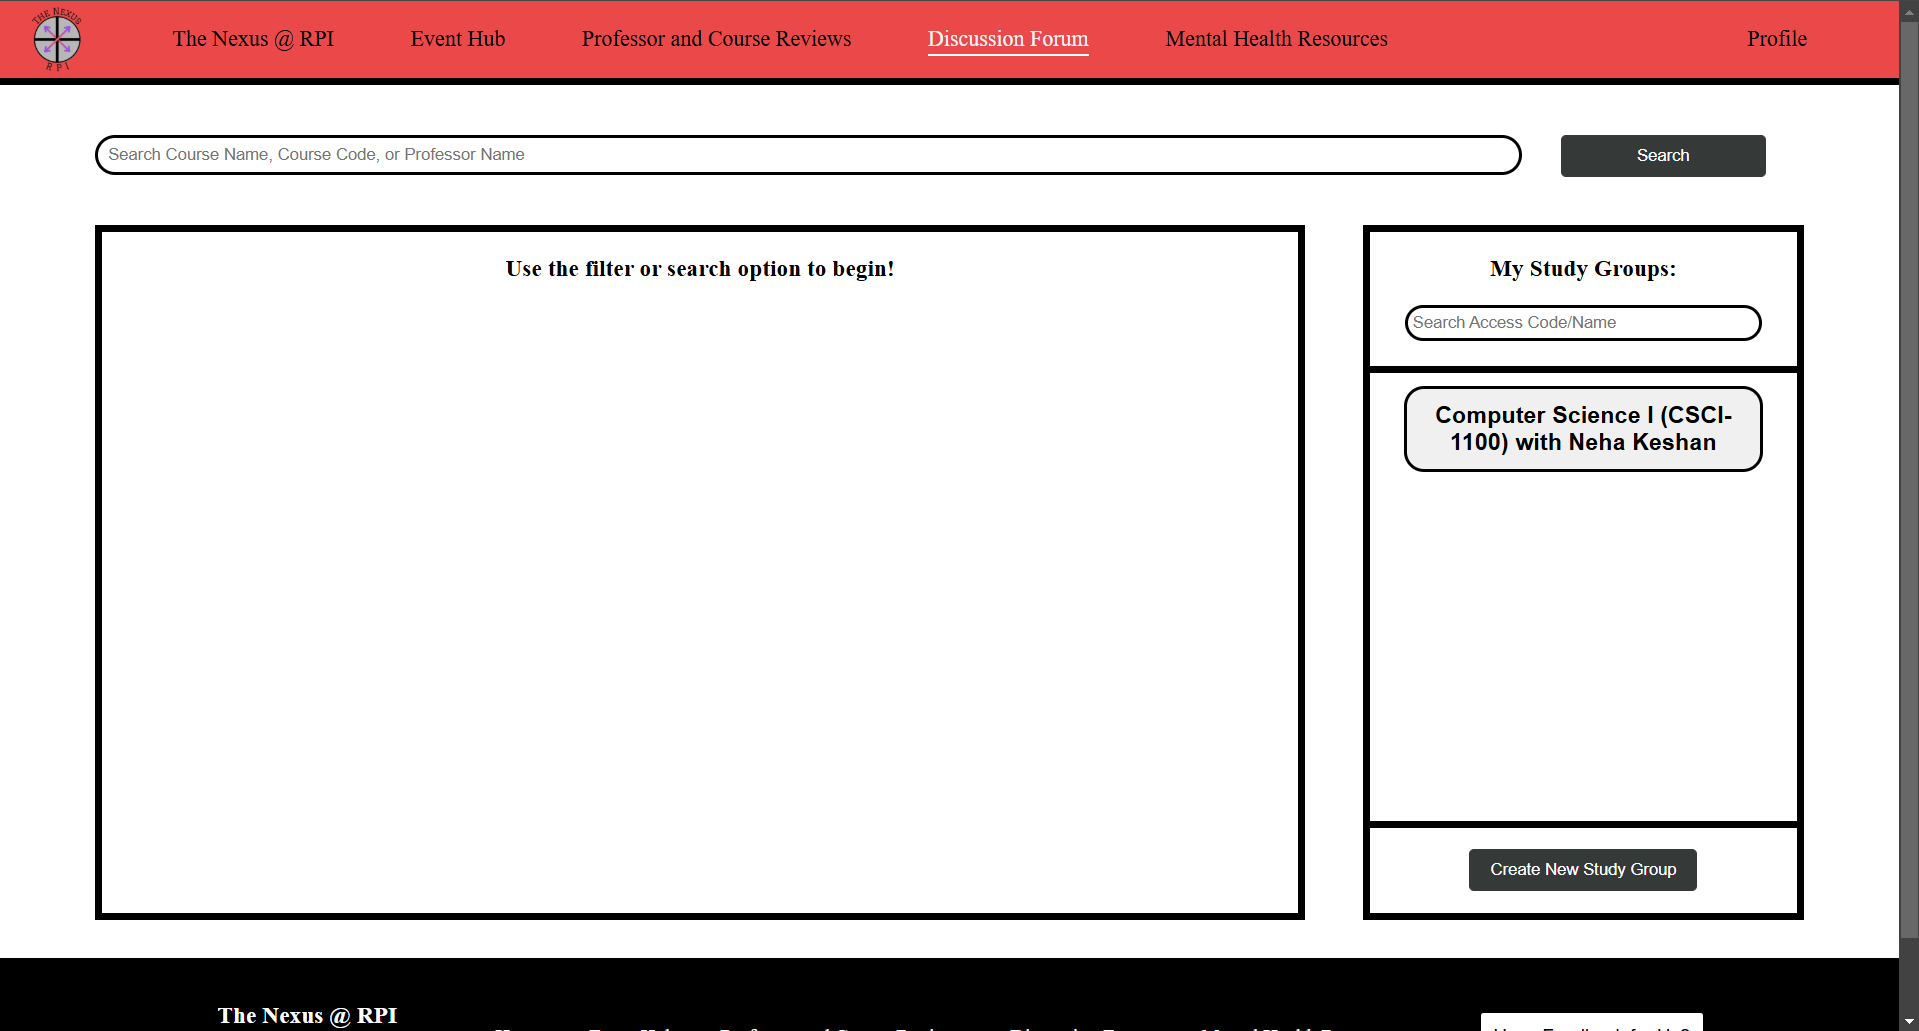 THE NEXUS
RPI
The Nexus @ RPI
Event Hub
Professor and Course Reviews
Discussion Forum
Mental Health Resources
Profile
Search Course Name, Course Code, or Professor Name
Search
Use the filter or search option to begin!
My Study Groups:
Search Access Code/Name
Computer Science I (CSCI-
1100) with Neha Keshan
Create New Study Group
The Nexus @ RPI